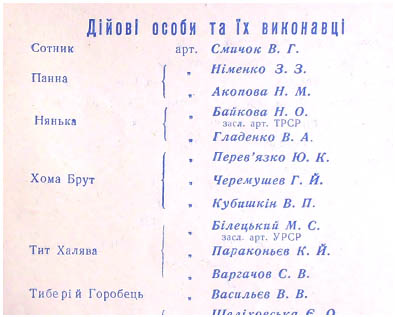 Дійові особи та їх виконавці
Сотник арт. Смичок В. Г.
Панна „ Німенко З. З.
„ Акопова Н. М.
Нянька „ Байкова Н. О.
засл. арт. ТРСР
„ Гладенко В. А.
Хома Брут „ Перев'язко Ю. К.
„ Черемушев Г. Й.
„ Кубишкін В. П.
Тит Халява „ Білецький М. С.
засл. арт. УРСР
„ Параконьєв К. Й.
„ Варгачов С. В.
Тиберій Горобець „ Васильєв В. В.
„ Шеліховська Є. О.